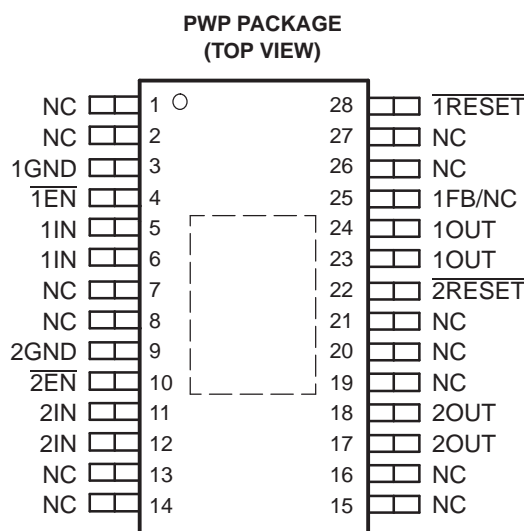 PWP PACKAGE
(TOP VIEW)
NC 1 28 1RESET
NC 2 27 NC
1GND 3 26 NC
1EN 4 25 1FB/NC
1IN 5 24 1OUT
1IN 6 23 1OUT
NC 7 22 2RESET
NC 8 21 NC
2GND 9 20 NC
2EN 10 19 NC
2IN 11 18 2OUT
2IN 12 17 2OUT
NC 13 16 NC
NC 14 15 NC